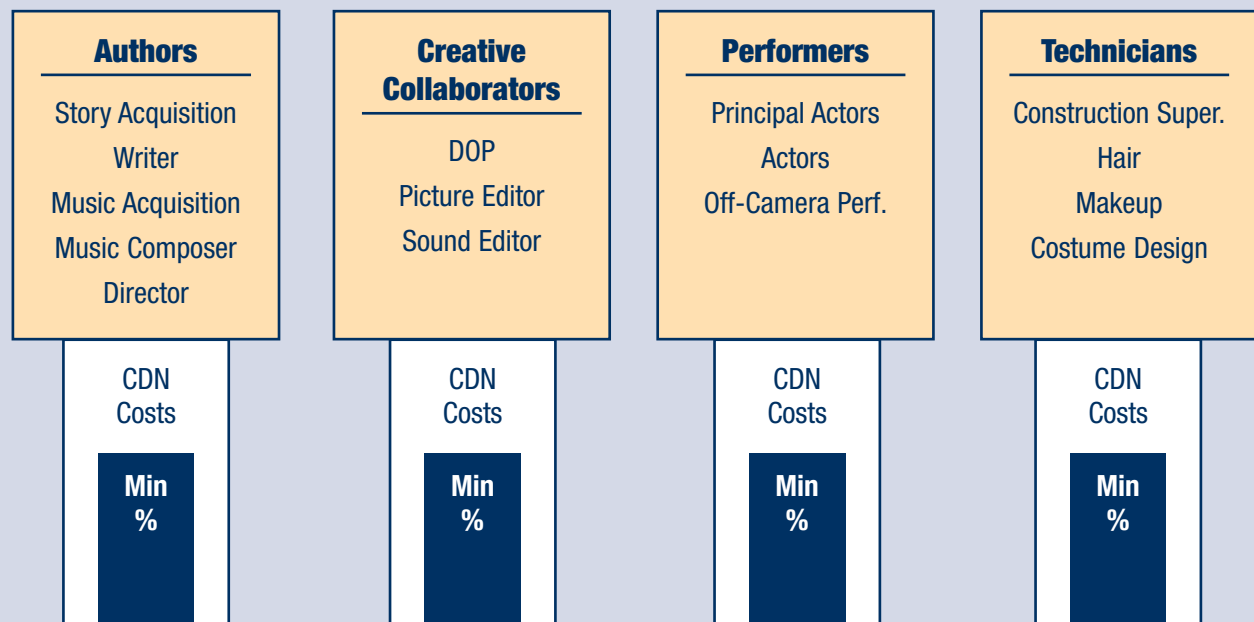 Authors
Story Acquisition
Writer
Music Acquisition
Music Composer
Director
CDN
Costs
Min
%
Creative
Collaborators
DOP
Picture Editor
Sound Editor
CDN
Costs
Min
%
Performers
Principal Actors
Actors
Off-Camera Perf.
CDN
Costs
Min
%
Technicians
Construction Super.
Hair
Makeup
Costume Design
CDN
Costs
Min
%